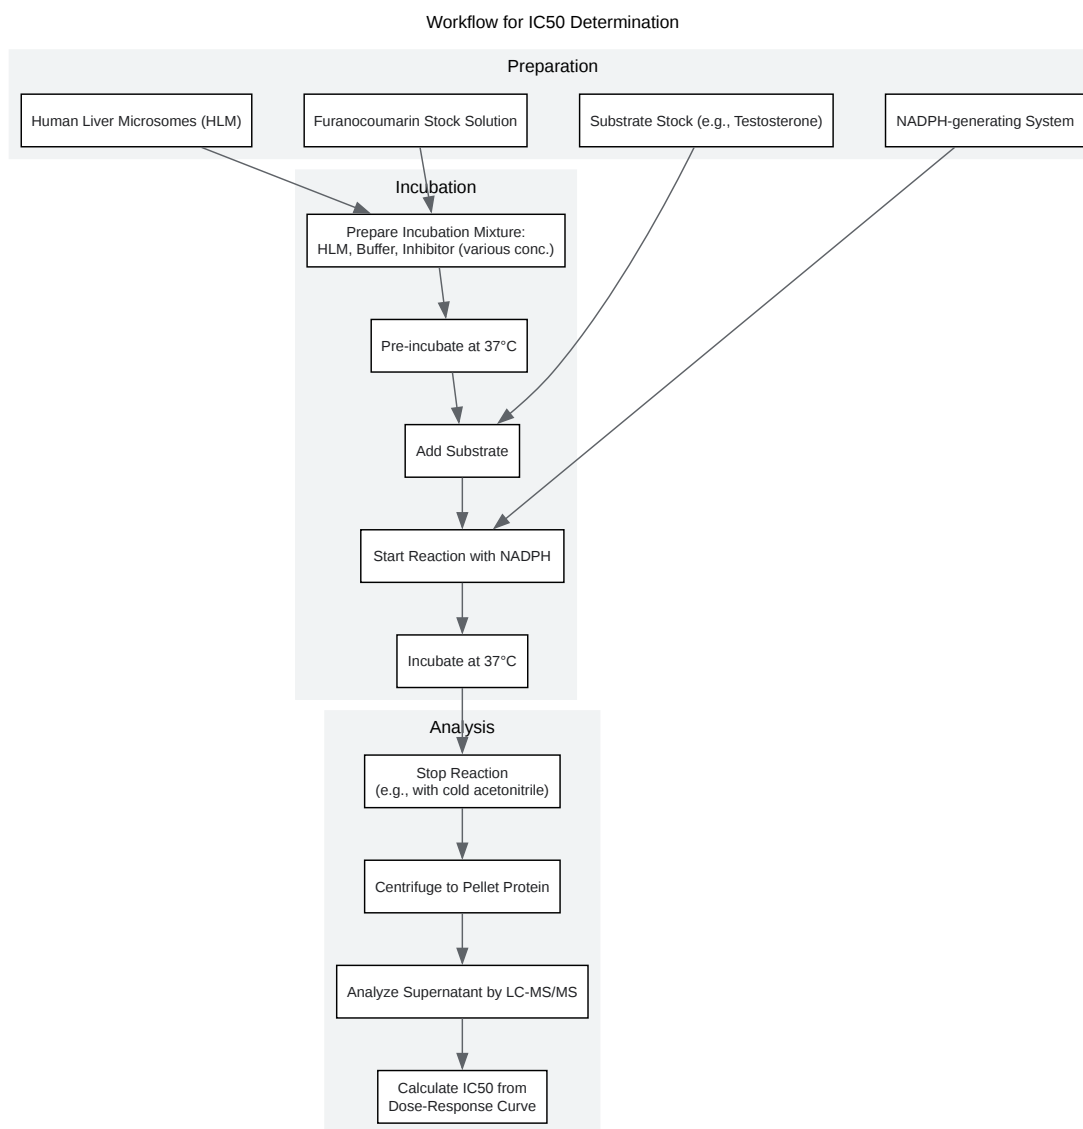 Workflow for IC50 Determination
Preparation
Human Liver Microsomes (HLM)
Furanocoumarin Stock Solution
Substrate Stock (e.g., Testosterone)
NADPH-generating System
Incubation
Prepare Incubation Mixture:
HLM, Buffer, Inhibitor (various conc.)
Pre-incubate at 37°C
Add Substrate
Start Reaction with NADPH
Incubate at 37°C
Analysis
Stop Reaction
(e.g., with cold acetonitrile)
Centrifuge to Pellet Protein
Analyze Supernatant by LC-MS/MS
Calculate IC50 from
Dose-Response Curve